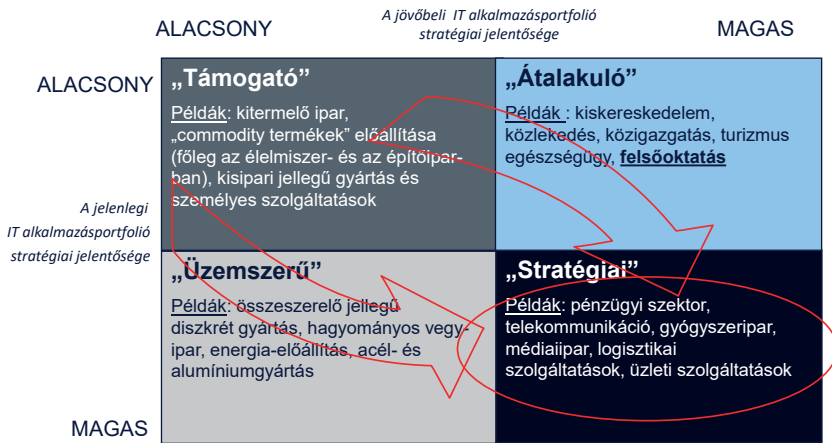 A jövőbeli IT alkalmazásportfolió
stratégiai jelentősége
ALACSONY
MAGAS
ALACSONY
„Támogató”
Példák: kitermelő ipar,
„commodity termékek” előállítása
(főleg az élelmiszer- és az építőipar-
ban), kisipari jellegű gyártás és
személyes szolgáltatások
„Átalakuló”
Példák : kiskereskedelem,
közlekedés, közigazgatás, turizmus
egészségügy, felsőoktatás
A jelenlegi
IT alkalmazásportfolió
stratégiai jelentősége
„Üzemszerű”
Példák: összeszerelő jellegű
diszkrét gyártás, hagyományos vegy-
ipar, energia-előállítás, acél- és
alumíniumgyártás
„Stratégiai”
Példák: pénzügyi szektor,
telekommunikáció, gyógyszeripar,
médiaiipar, logisztikai
szolgáltatások, üzleti szolgáltatások
MAGAS